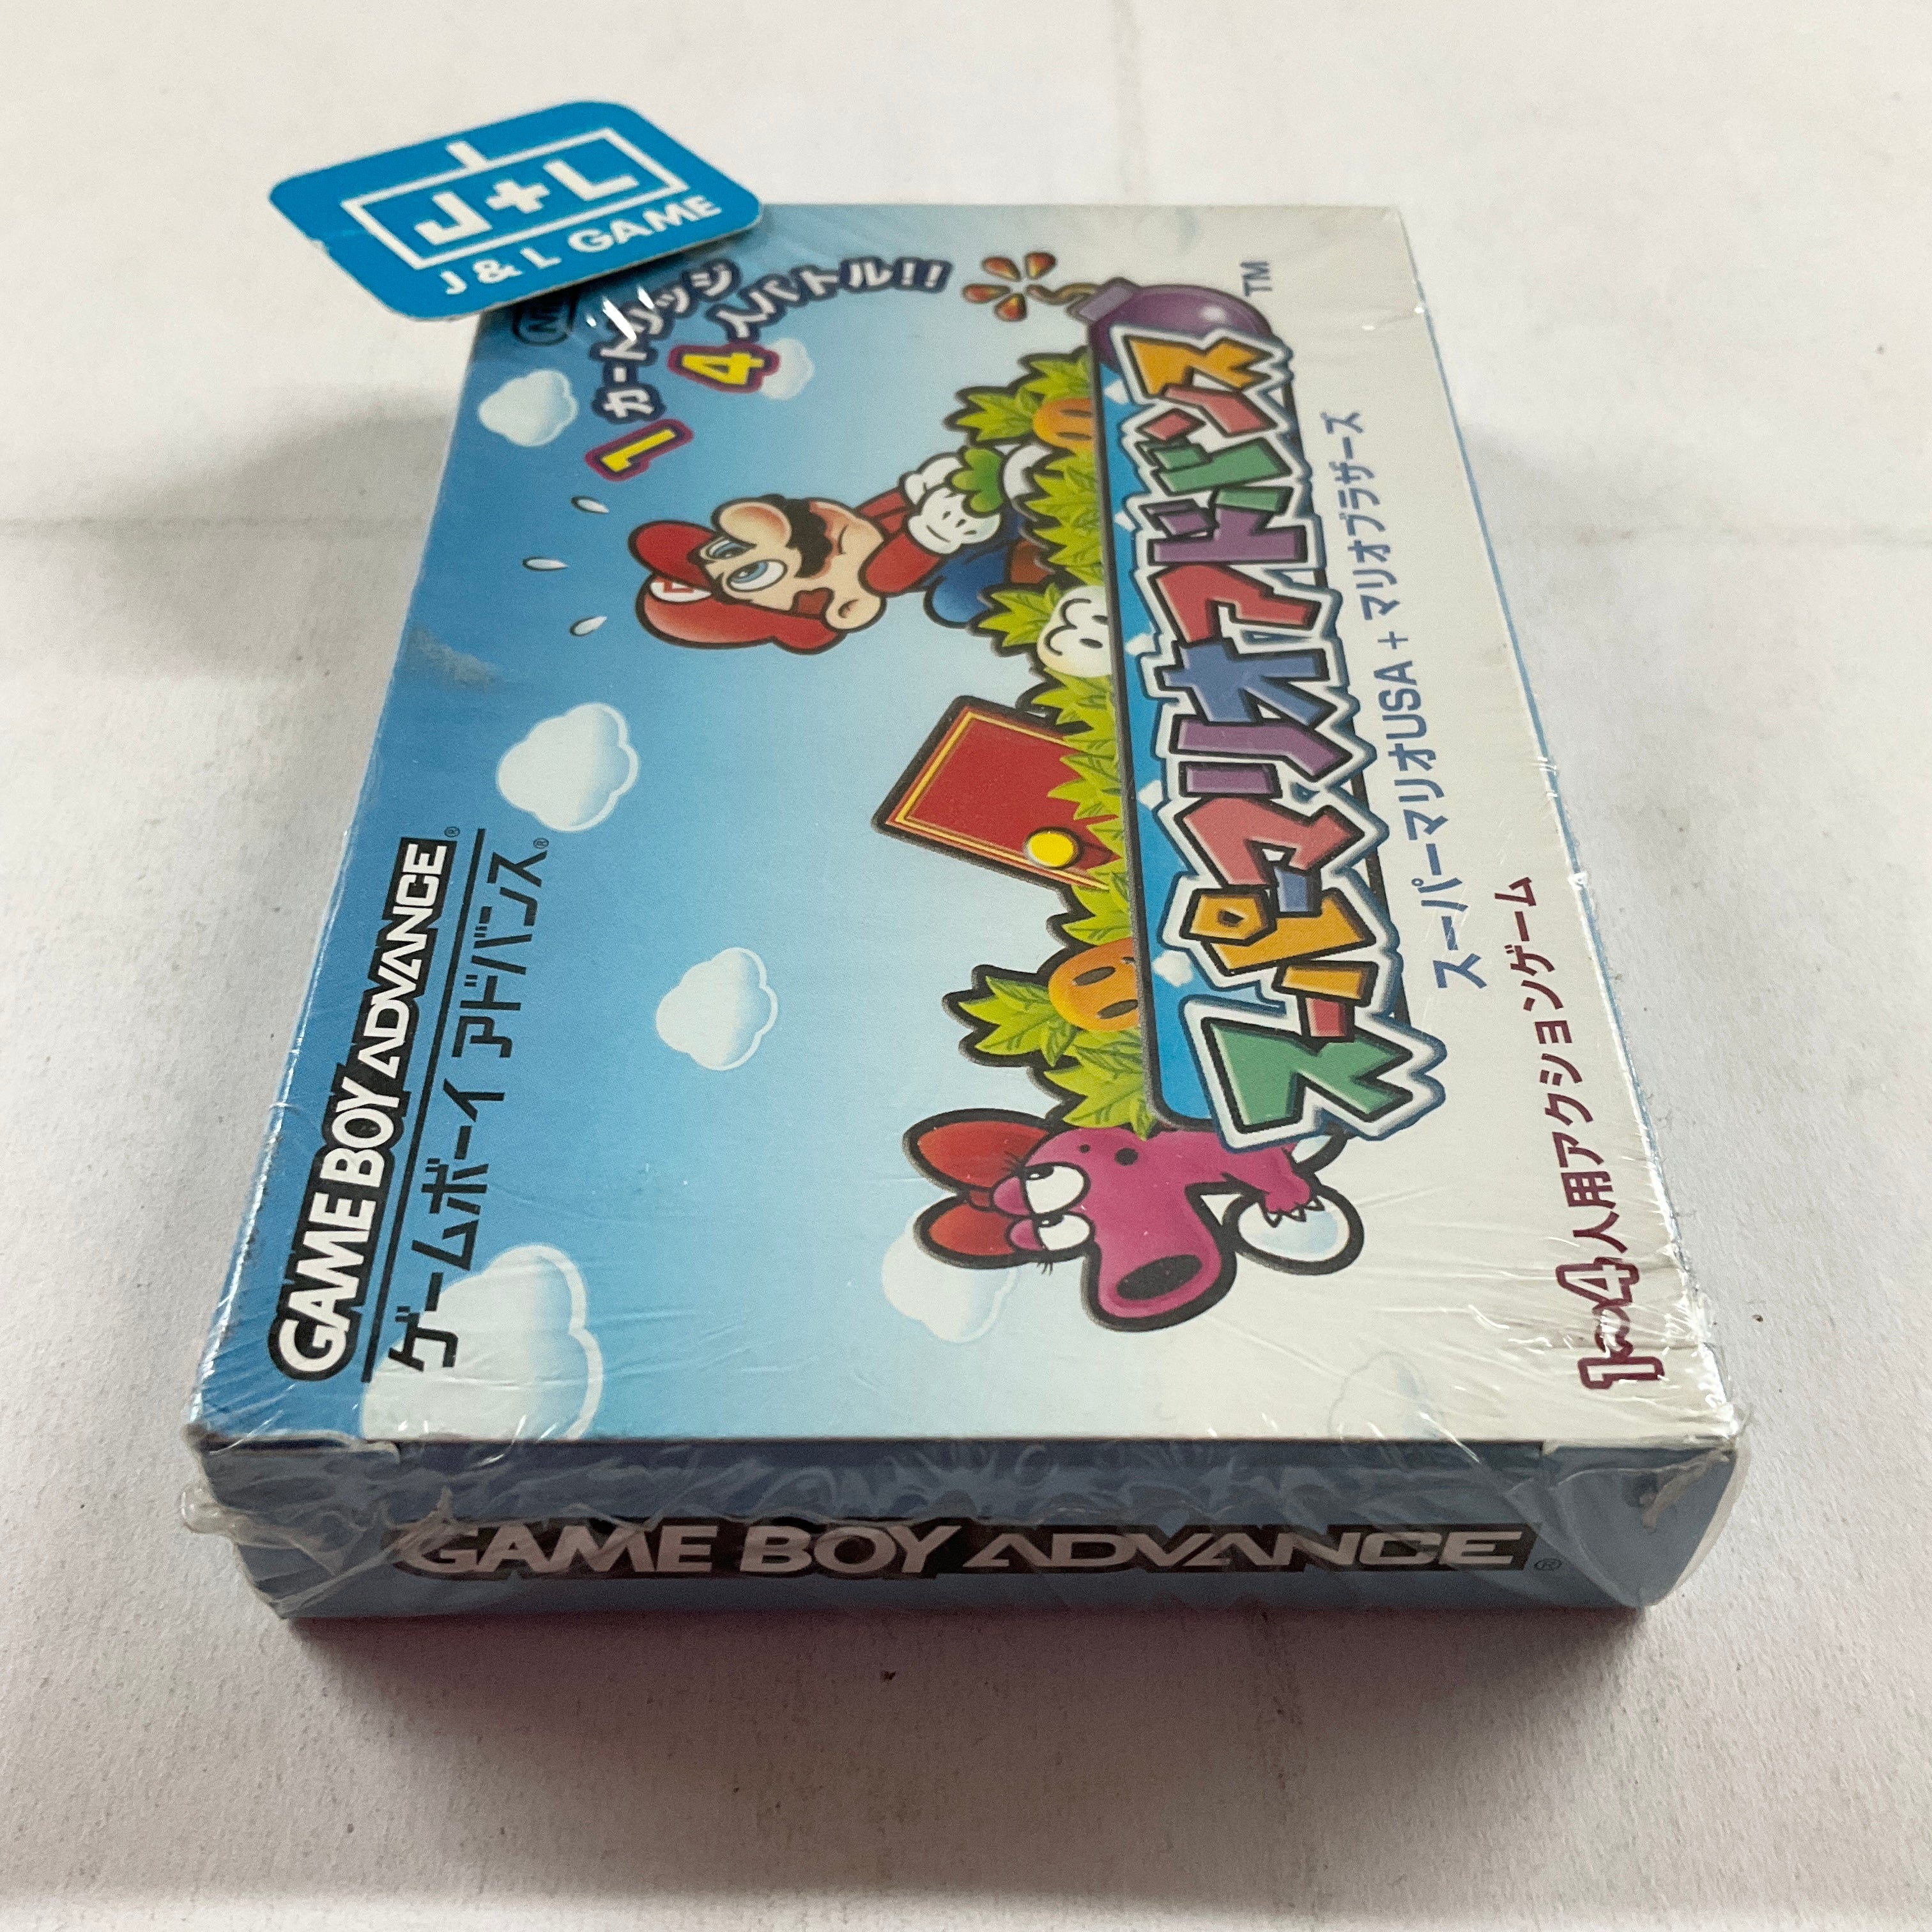 J+L
J & L GAME
1カートリッジ
4人バトル!!
GAME BOY ADVANCE®
ゲームボーイ アドバンス®
スーパーマリオアドバンス™
スーパーマリオUSA + マリオブラザーズ
1~4人用アクションゲーム
GAME BOY ADVANCE®